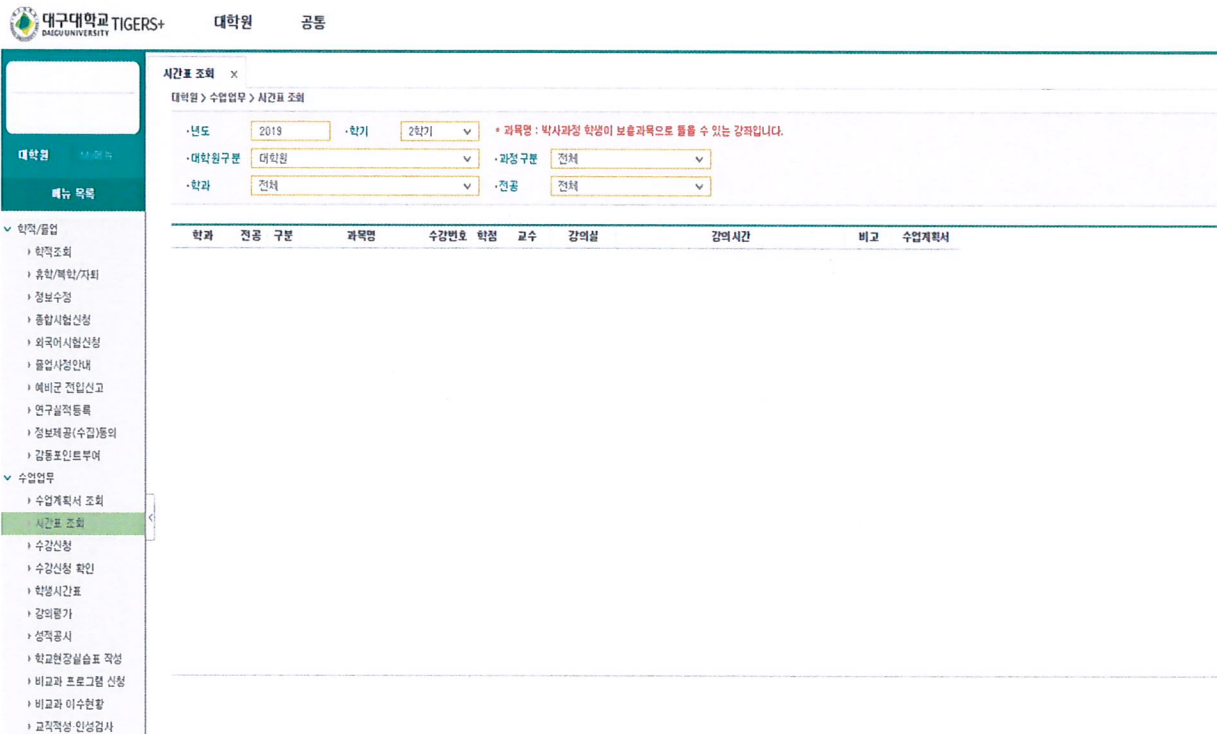 대구대학교 TIGERS+ 대학원 공통
DAEGU UNIVERSITY
시간표 조회 x
대학원 > 수업업무 > 시간표 조회
·년도 2019 ·학기 2학기 * 과목명 : 박사과정 학생이 보충과목으로 들을 수 있는 강좌입니다.
·대학원구분 대학원 ·과정구분 전체
·학과 전체 ·전공 전체
학과 전공 구분 과목명 수강번호 학점 교수 강의실 강의시간 비고 수업계획서
대학원
메뉴 목록
학적/졸업
학적조회
휴학/복학/자퇴
정보수정
종합시험신청
외국어시험신청
졸업사정안내
예비군 전입신고
연구실적등록
정보제공(수집)동의
감동포인트부여
수업업무
수업계획서 조회
시간표 조회
수강신청
수강신청 확인
학생시간표
강의평가
성적공시
학교현장실습표 작성
비교과 프로그램 신청
비교과 이수현황
교직적성·인성검사